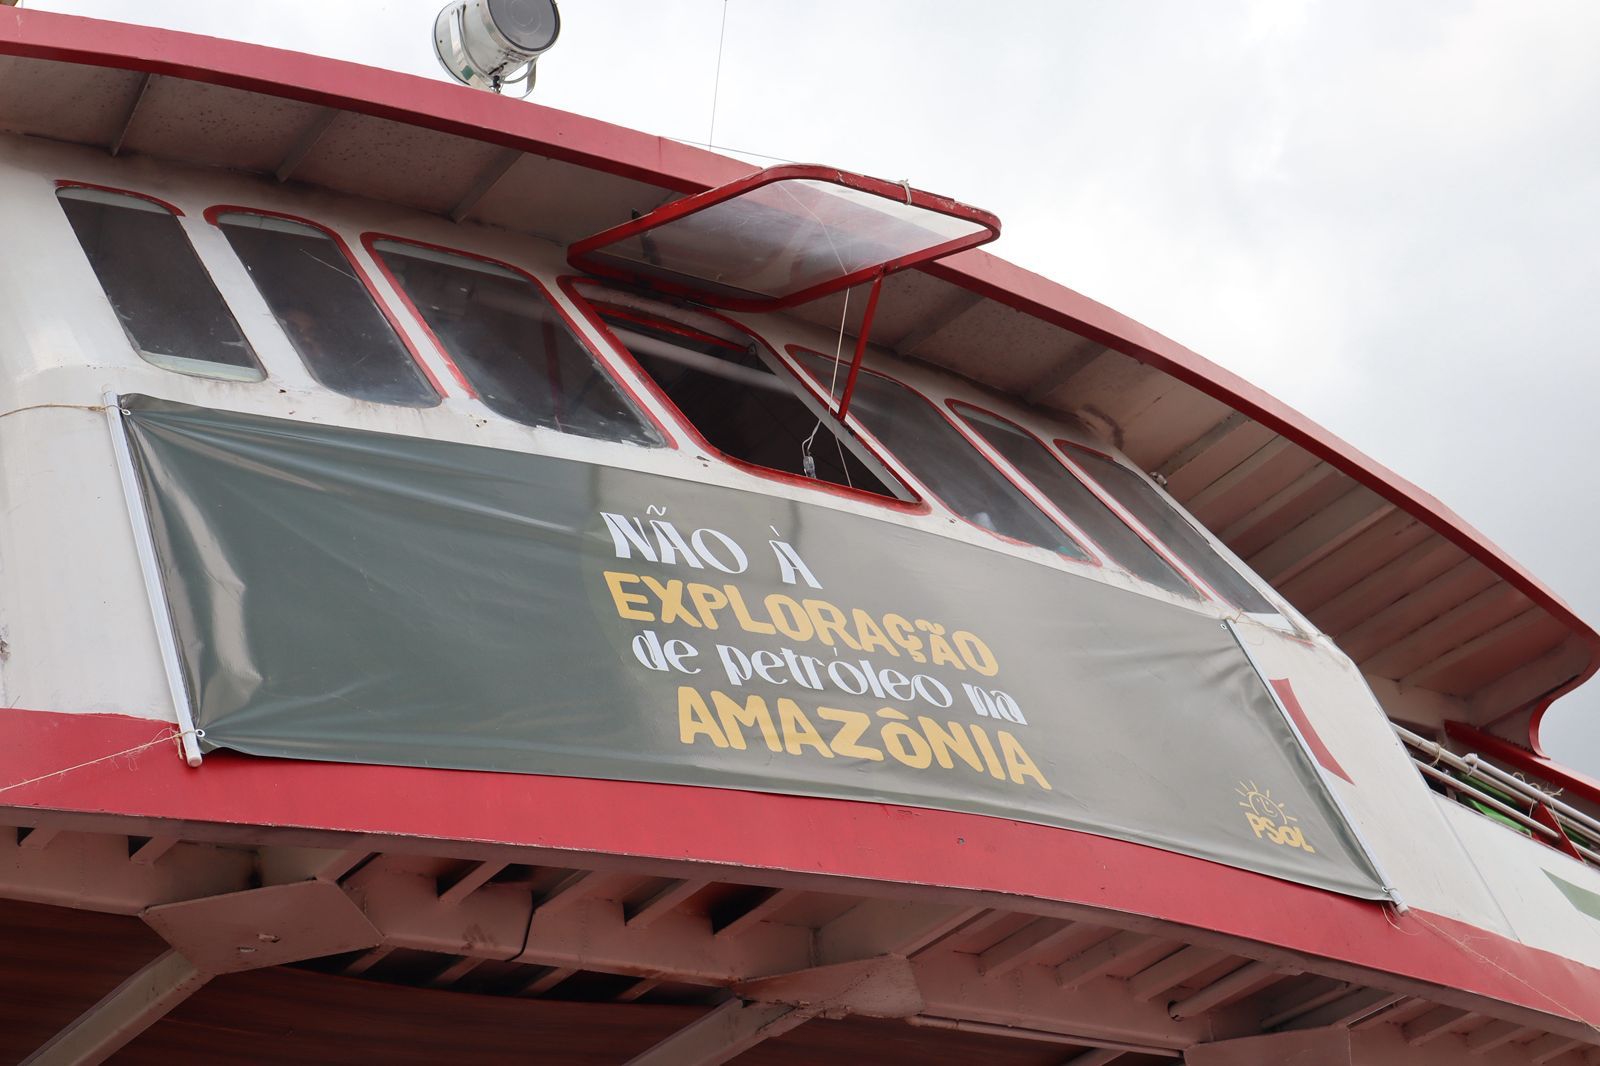 NÃO À
EXPLORAÇÃO
de petróleo na
AMAZÔNIA
PSOL